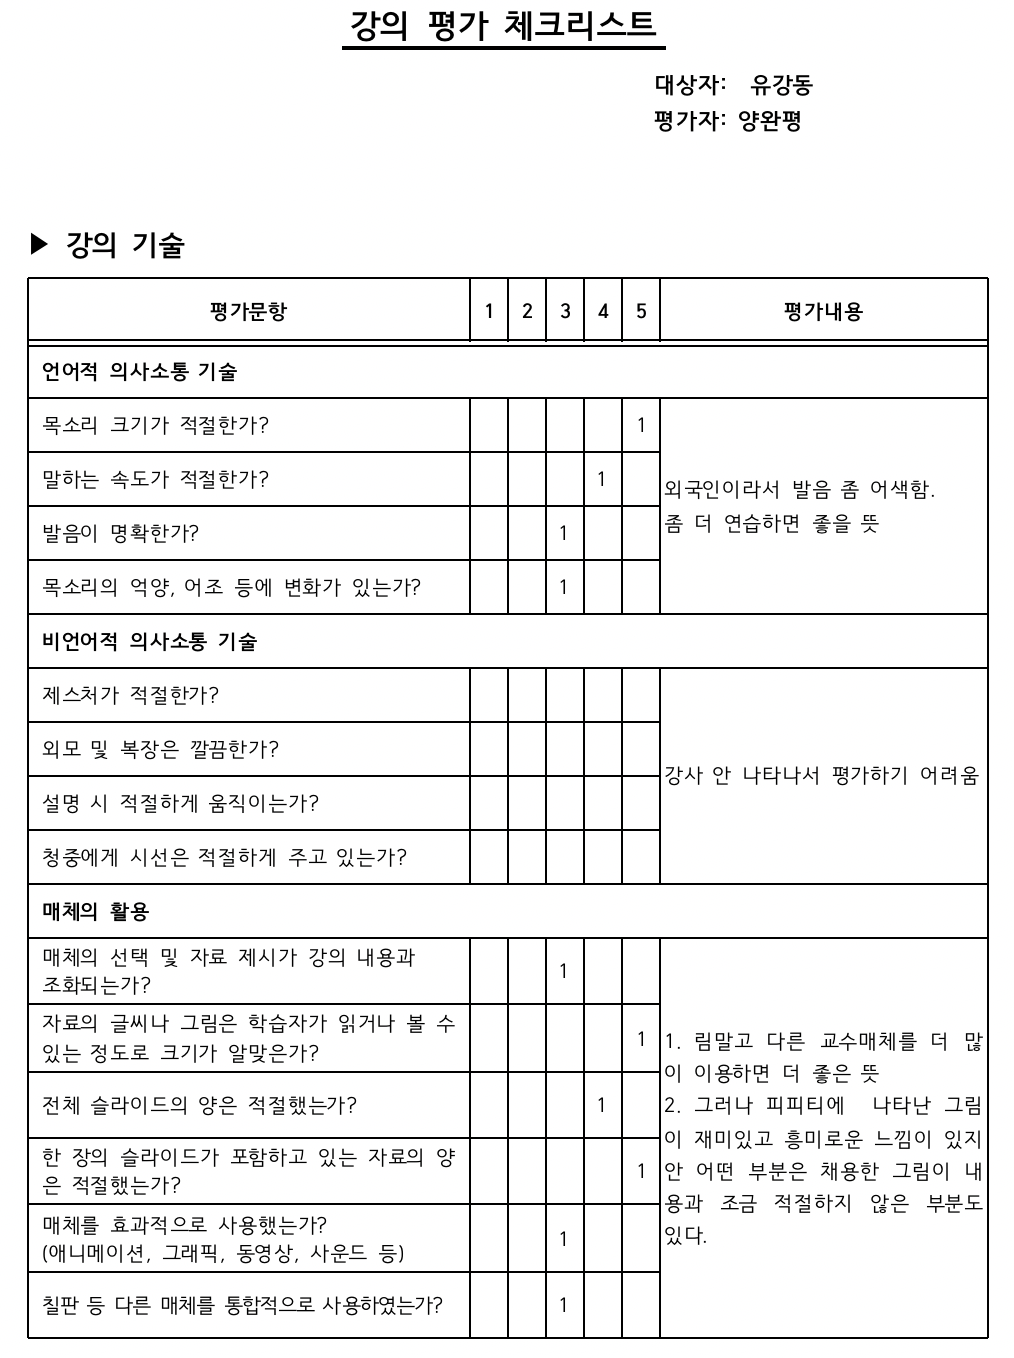 강의 평가 체크리스트
대상자: 유강동
평가자: 양완평
▶ 강의 기술
평가문항 1 2 3 4 5 평가내용
언어적 의사소통 기술
목소리 크기가 적절한가? 1
말하는 속도가 적절한가? 1
발음이 명확한가? 1
목소리의 억양, 어조 등에 변화가 있는가? 1
외국인이라서 발음 좀 어색함.
좀 더 연습하면 좋을 뜻
비언어적 의사소통 기술
제스처가 적절한가?
외모 및 복장은 깔끔한가?
설명 시 적절하게 움직이는가?
청중에게 시선은 적절하게 주고 있는가?
강사 안 나타나서 평가하기 어려움
매체의 활용
매체의 선택 및 자료 제시가 강의 내용과
조화되는가? 1
자료의 글씨나 그림은 학습자가 읽거나 볼 수
있는 정도로 크기가 알맞은가? 1
전체 슬라이드의 양은 적절했는가? 1
한 장의 슬라이드가 포함하고 있는 자료의 양
은 적절했는가? 1
매체를 효과적으로 사용했는가?
(애니메이션, 그래픽, 동영상, 사운드 등) 1
칠판 등 다른 매체를 통합적으로 사용하였는가? 1
1. 림말고 다른 교수매체를 더 많
이 이용하면 더 좋은 뜻
2. 그러나 피피티에 나타난 그림
이 재미있고 흥미로운 느낌이 있지
안 어떤 부분은 채용한 그림이 내
용과 조금 적절하지 않은 부분도
있다.